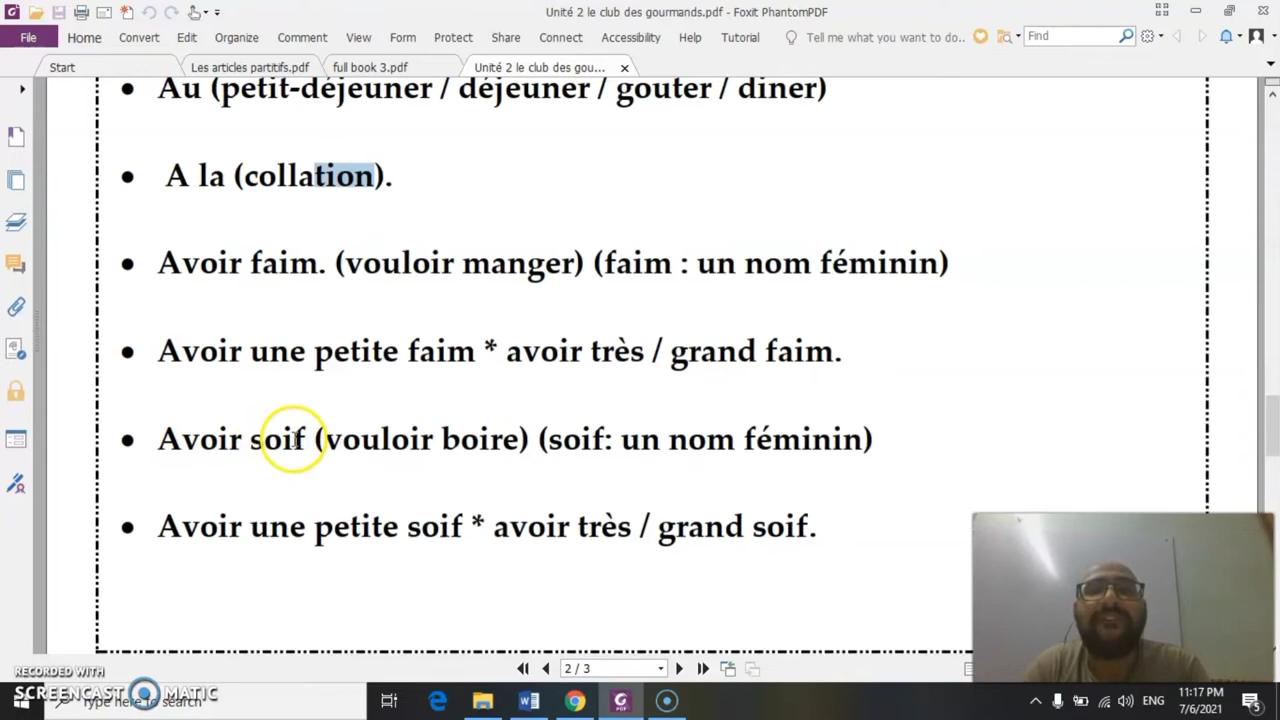 Unité 2 le club des gourmands.pdf - Foxit PhantomPDF
File Home Convert Edit Organize Comment View Form Protect Share Connect Accessibility Help Tutorial Tell me what you want to do.. Find
Start Les articles partitifs.pdf full book 3.pdf Unité 2 le club des gou...
• Au (petit-déjeuner / déjeuner / gouter / diner)
• A la (collation).
• Avoir faim. (vouloir manger) (faim : un nom féminin)
• Avoir une petite faim * avoir très / grand faim.
• Avoir soif (vouloir boire) (soif: un nom féminin)
• Avoir une petite soif * avoir très / grand soif.
2 / 3
RECORDED WITH
SCREENCAST MATIC
Type here to search
ENG
11:17 PM
7/6/2021
5